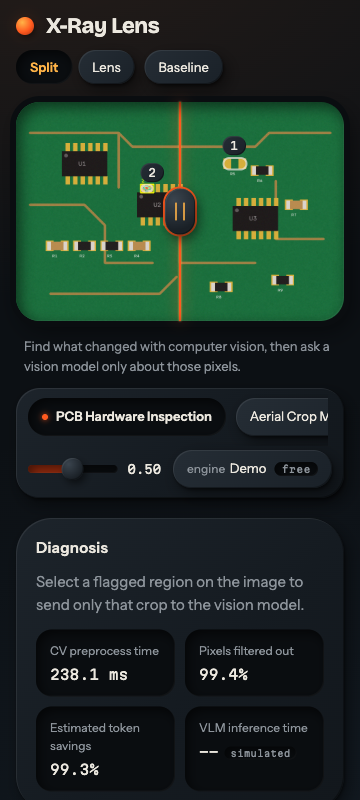 X-Ray Lens
Split
Lens
Baseline
1
2
U1
U2
U3
Find what changed with computer vision, then ask a
vision model only about those pixels.
PCB Hardware Inspection
Aerial Crop M
0.50
engine Demo free
Diagnosis
Select a flagged region on the image to
send only that crop to the vision model.
CV preprocess time
238.1 ms
Pixels filtered out
99.4%
Estimated token
savings
99.3%
VLM inference time
—— simulated